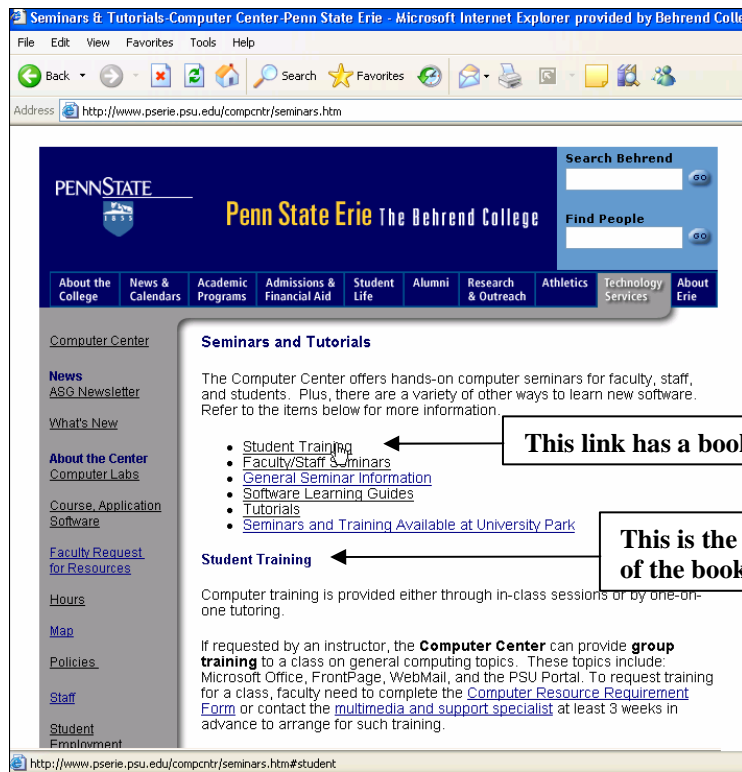 Seminars & Tutorials-Computer Center-Penn State Erie - Microsoft Internet Explorer provided by Behrend Colle
File Edit View Favorites Tools Help
Back Search Favorites
Address http://www.pserie.psu.edu/compcntr/seminars.htm
PENNSTATE
1855
Penn State Erie The Behrend College
Search Behrend
GO
Find People
GO
About the College
News & Calendars
Academic Programs
Admissions & Financial Aid
Student Life
Alumni
Research & Outreach
Athletics
Technology Services
About Erie
Computer Center
News
ASG Newsletter
What's New
About the Center
Computer Labs
Course, Application
Software
Faculty Request
for Resources
Hours
Map
Policies
Staff
Student
Employment
Seminars and Tutorials
The Computer Center offers hands-on computer seminars for faculty, staff,
and students. Plus, there are a variety of other ways to learn new software.
Refer to the items below for more information.
• Student Training
• Faculty/Staff Seminars
• General Seminar Information
• Software Learning Guides
• Tutorials
• Seminars and Training Available at University Park
This link has a book
Student Training
This is the
of the book
Computer training is provided either through in-class sessions or by one-on-
one tutoring.
If requested by an instructor, the Computer Center can provide group
training to a class on general computing topics. These topics include:
Microsoft Office, FrontPage, WebMail, and the PSU Portal. To request training
for a class, faculty need to complete the Computer Resource Requirement
Form or contact the multimedia and support specialist at least 3 weeks in
advance to arrange for such training.
http://www.pserie.psu.edu/compcntr/seminars.htm#student